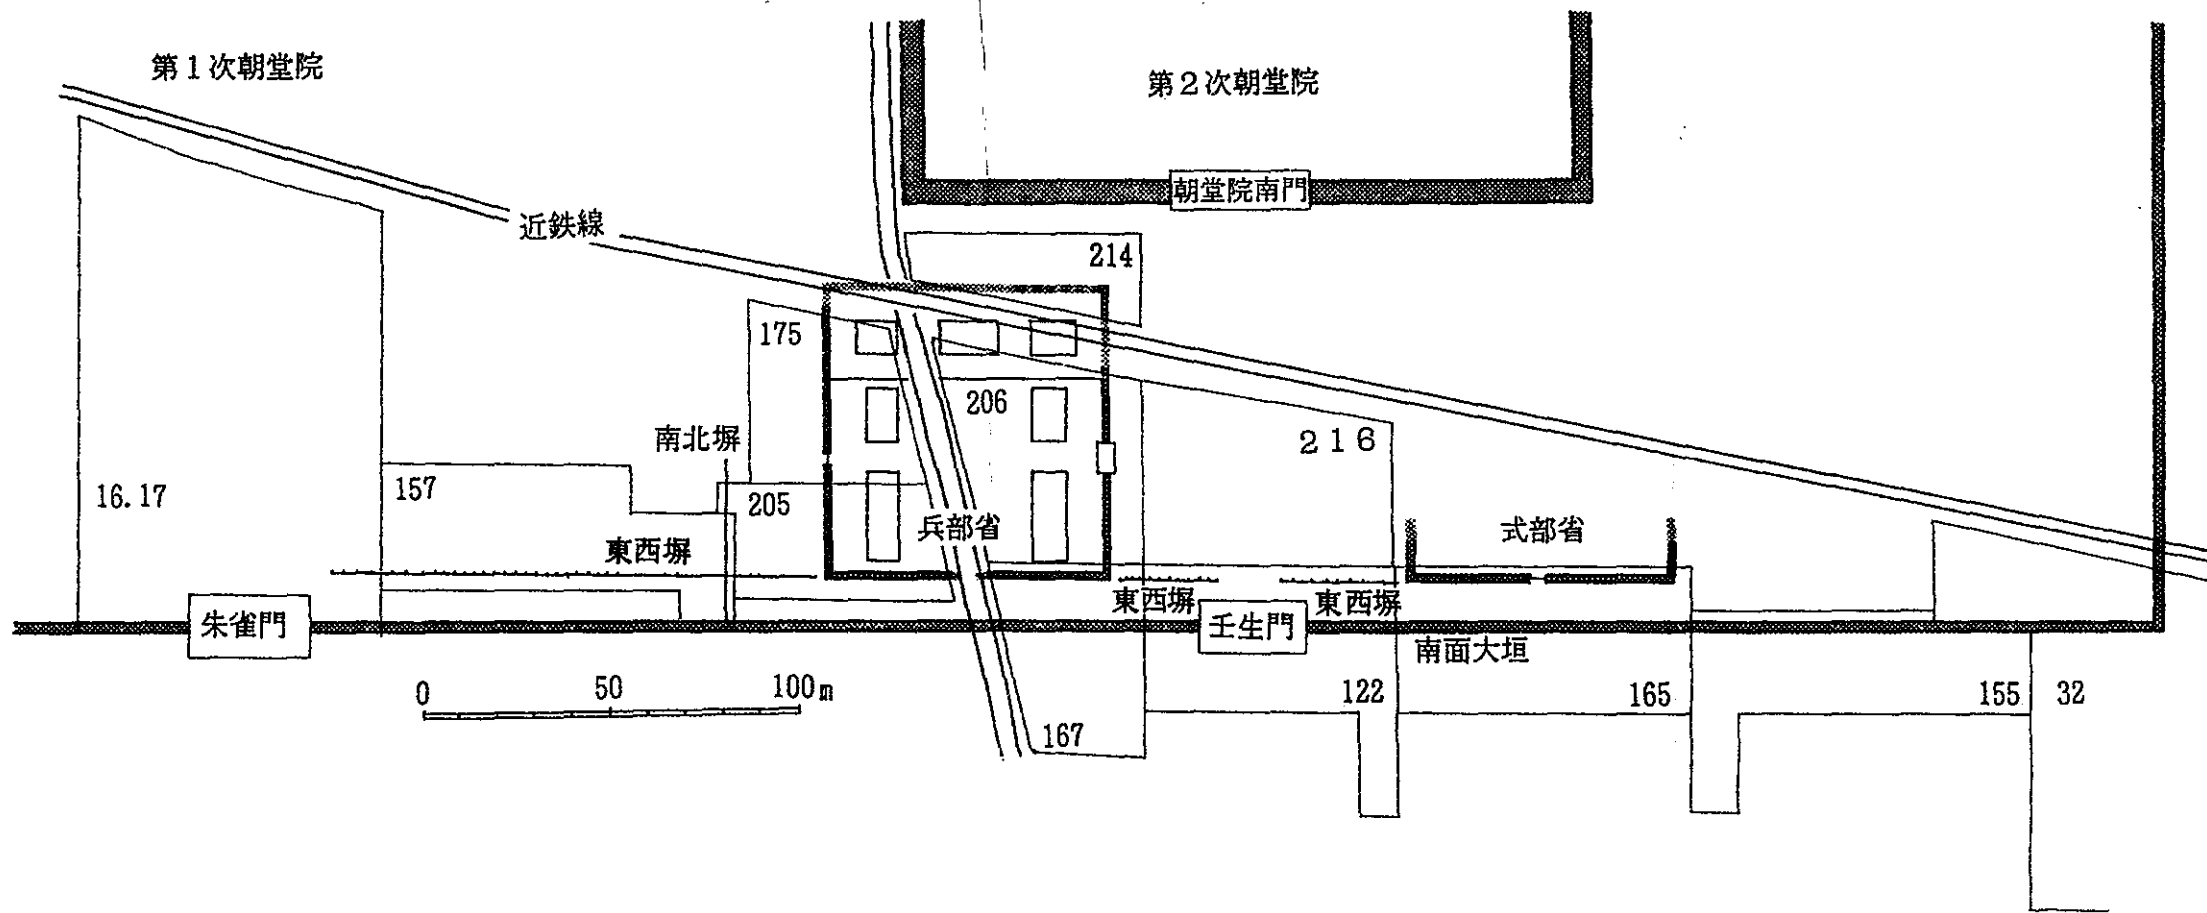 第1次朝堂院
第2次朝堂院
朝堂院南門
近鉄線
214
175
206
南北塀
216
16.17
157
205
兵部省
式部省
東西塀
東西塀
東西塀
朱雀門
壬生門
南面大垣
0 50 100m
122
165
155
32
167